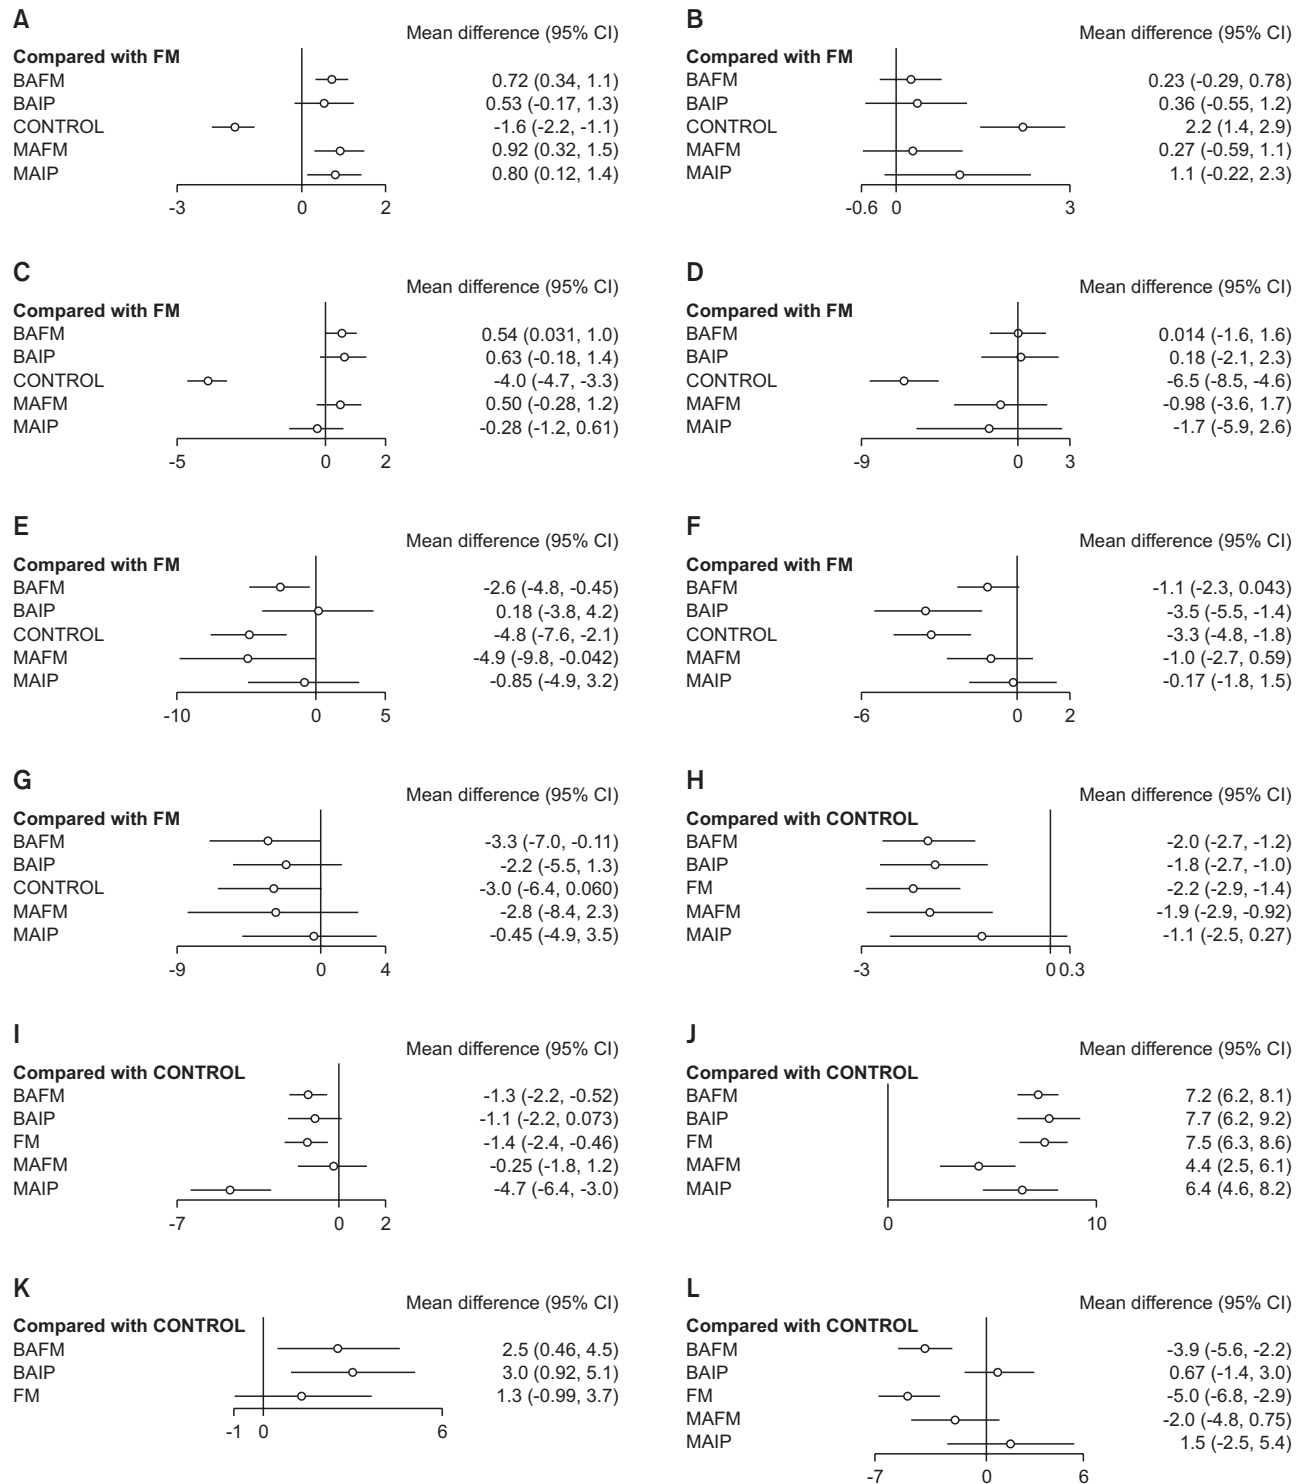 A
Mean difference (95% CI)
Compared with FM
BAFM 0.72 (0.34, 1.1)
BAIP 0.53 (-0.17, 1.3)
CONTROL -1.6 (-2.2, -1.1)
MAFM 0.92 (0.32, 1.5)
MAIP 0.80 (0.12, 1.4)
-3 0 2
B
Mean difference (95% CI)
Compared with FM
BAFM 0.23 (-0.29, 0.78)
BAIP 0.36 (-0.55, 1.2)
CONTROL 2.2 (1.4, 2.9)
MAFM 0.27 (-0.59, 1.1)
MAIP 1.1 (-0.22, 2.3)
-0.6 0 3
C
Mean difference (95% CI)
Compared with FM
BAFM 0.54 (0.031, 1.0)
BAIP 0.63 (-0.18, 1.4)
CONTROL -4.0 (-4.7, -3.3)
MAFM 0.50 (-0.28, 1.2)
MAIP -0.28 (-1.2, 0.61)
-5 0 2
D
Mean difference (95% CI)
Compared with FM
BAFM 0.014 (-1.6, 1.6)
BAIP 0.18 (-2.1, 2.3)
CONTROL -6.5 (-8.5, -4.6)
MAFM -0.98 (-3.6, 1.7)
MAIP -1.7 (-5.9, 2.6)
-9 0 3
E
Mean difference (95% CI)
Compared with FM
BAFM -2.6 (-4.8, -0.45)
BAIP 0.18 (-3.8, 4.2)
CONTROL -4.8 (-7.6, -2.1)
MAFM -4.9 (-9.8, -0.042)
MAIP -0.85 (-4.9, 3.2)
-10 0 5
F
Mean difference (95% CI)
Compared with FM
BAFM -1.1 (-2.3, 0.043)
BAIP -3.5 (-5.5, -1.4)
CONTROL -3.3 (-4.8, -1.8)
MAFM -1.0 (-2.7, 0.59)
MAIP -0.17 (-1.8, 1.5)
-6 0 2
G
Mean difference (95% CI)
Compared with FM
BAFM -3.3 (-7.0, -0.11)
BAIP -2.2 (-5.5, 1.3)
CONTROL -3.0 (-6.4, 0.060)
MAFM -2.8 (-8.4, 2.3)
MAIP -0.45 (-4.9, 3.5)
-9 0 4
H
Mean difference (95% CI)
Compared with CONTROL
BAFM -2.0 (-2.7, -1.2)
BAIP -1.8 (-2.7, -1.0)
FM -2.2 (-2.9, -1.4)
MAFM -1.9 (-2.9, -0.92)
MAIP -1.1 (-2.5, 0.27)
-3 0 0.3
I
Mean difference (95% CI)
Compared with CONTROL
BAFM -1.3 (-2.2, -0.52)
BAIP -1.1 (-2.2, 0.073)
FM -1.4 (-2.4, -0.46)
MAFM -0.25 (-1.8, 1.2)
MAIP -4.7 (-6.4, -3.0)
-7 0 2
J
Mean difference (95% CI)
Compared with CONTROL
BAFM 7.2 (6.2, 8.1)
BAIP 7.7 (6.2, 9.2)
FM 7.5 (6.3, 8.6)
MAFM 4.4 (2.5, 6.1)
MAIP 6.4 (4.6, 8.2)
0 10
K
Mean difference (95% CI)
Compared with CONTROL
BAFM 2.5 (0.46, 4.5)
BAIP 3.0 (0.92, 5.1)
FM 1.3 (-0.99, 3.7)
-1 0 6
L
Mean difference (95% CI)
Compared with CONTROL
BAFM -3.9 (-5.6, -2.2)
BAIP 0.67 (-1.4, 3.0)
FM -5.0 (-6.8, -2.9)
MAFM -2.0 (-4.8, 0.75)
MAIP 1.5 (-2.5, 5.4)
-7 0 6